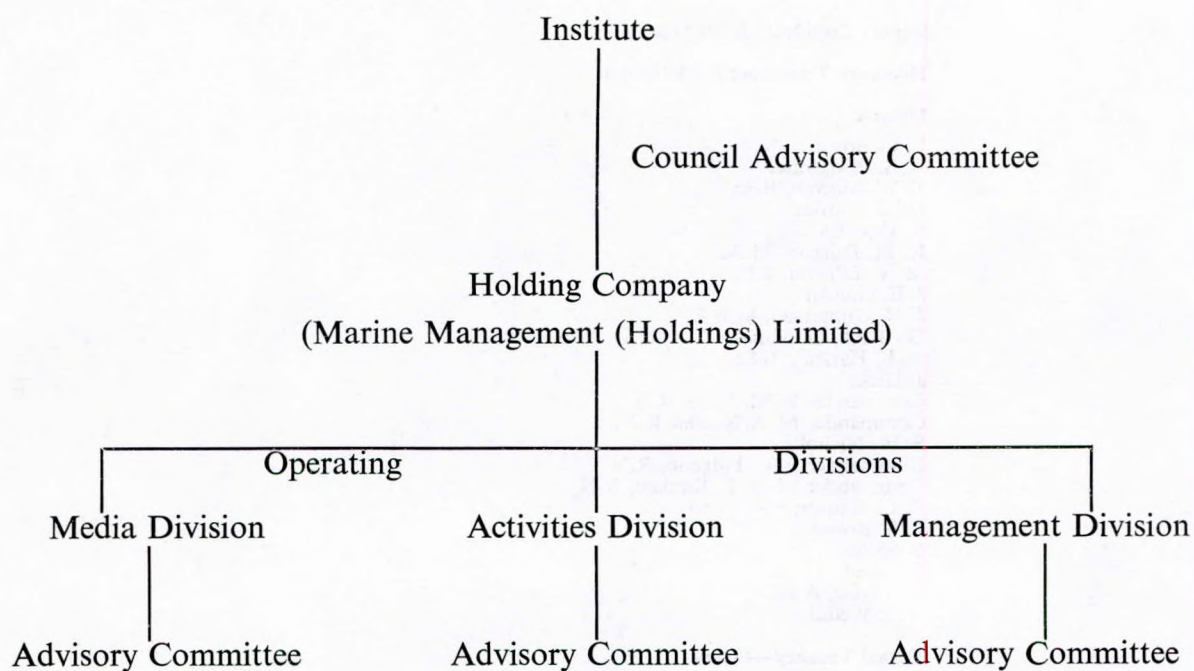 Institute
Council Advisory Committee
Holding Company
(Marine Management (Holdings) Limited)
Operating Divisions
Media Division Activities Division Management Division
Advisory Committee Advisory Committee Advisory Committee